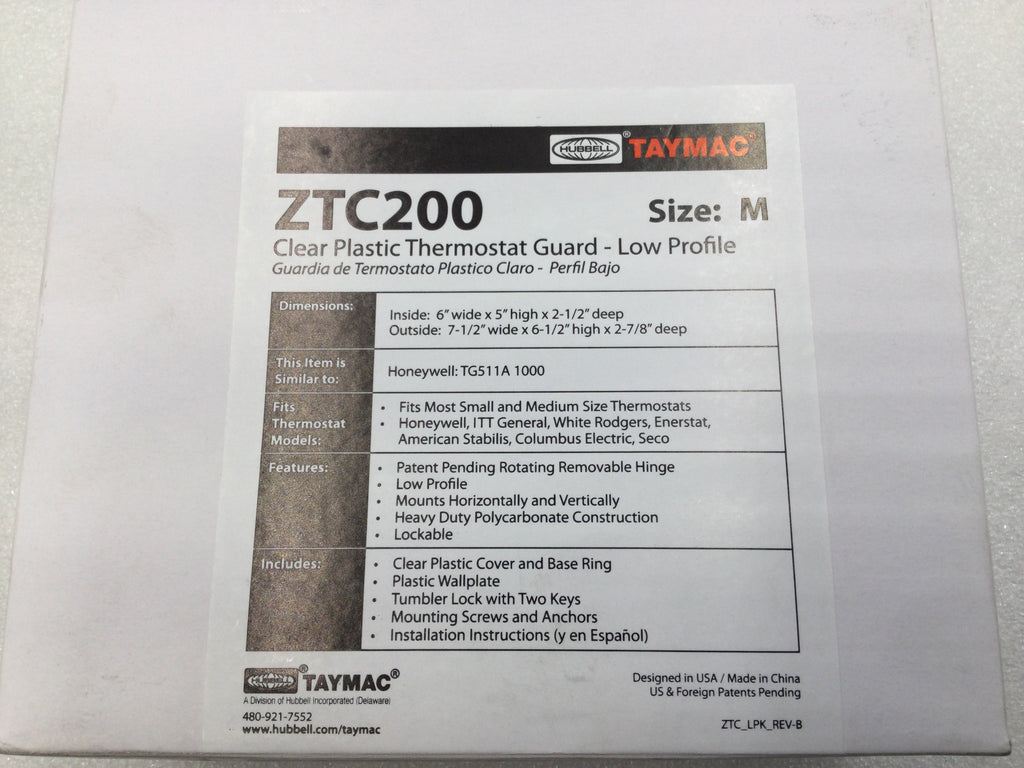 HUBBELL® TAYMAC®
ZTC200
Size: M
Clear Plastic Thermostat Guard - Low Profile
Guardia de Termostato Plastico Claro - Perfil Bajo
Dimensions:
Inside: 6" wide x 5" high x 2-1/2" deep
Outside: 7-1/2" wide x 6-1/2" high x 2-7/8" deep
This Item is
Similar to:
Honeywell: TG511A 1000
Fits
Thermostat
Models:
• Fits Most Small and Medium Size Thermostats
• Honeywell, ITT General, White Rodgers, Enerstat,
American Stabilis, Columbus Electric, Seco
Features:
• Patent Pending Rotating Removable Hinge
• Low Profile
• Mounts Horizontally and Vertically
• Heavy Duty Polycarbonate Construction
• Lockable
Includes:
• Clear Plastic Cover and Base Ring
• Plastic Wallplate
• Tumbler Lock with Two Keys
• Mounting Screws and Anchors
• Installation Instructions (y en Español)
HUBBELL® TAYMAC®
A Division of Hubbell Incorporated (Delaware)
480-921-7552
www.hubbell.com/taymac
Designed in USA / Made in China
US & Foreign Patents Pending
ZTC_LPK_REV-B